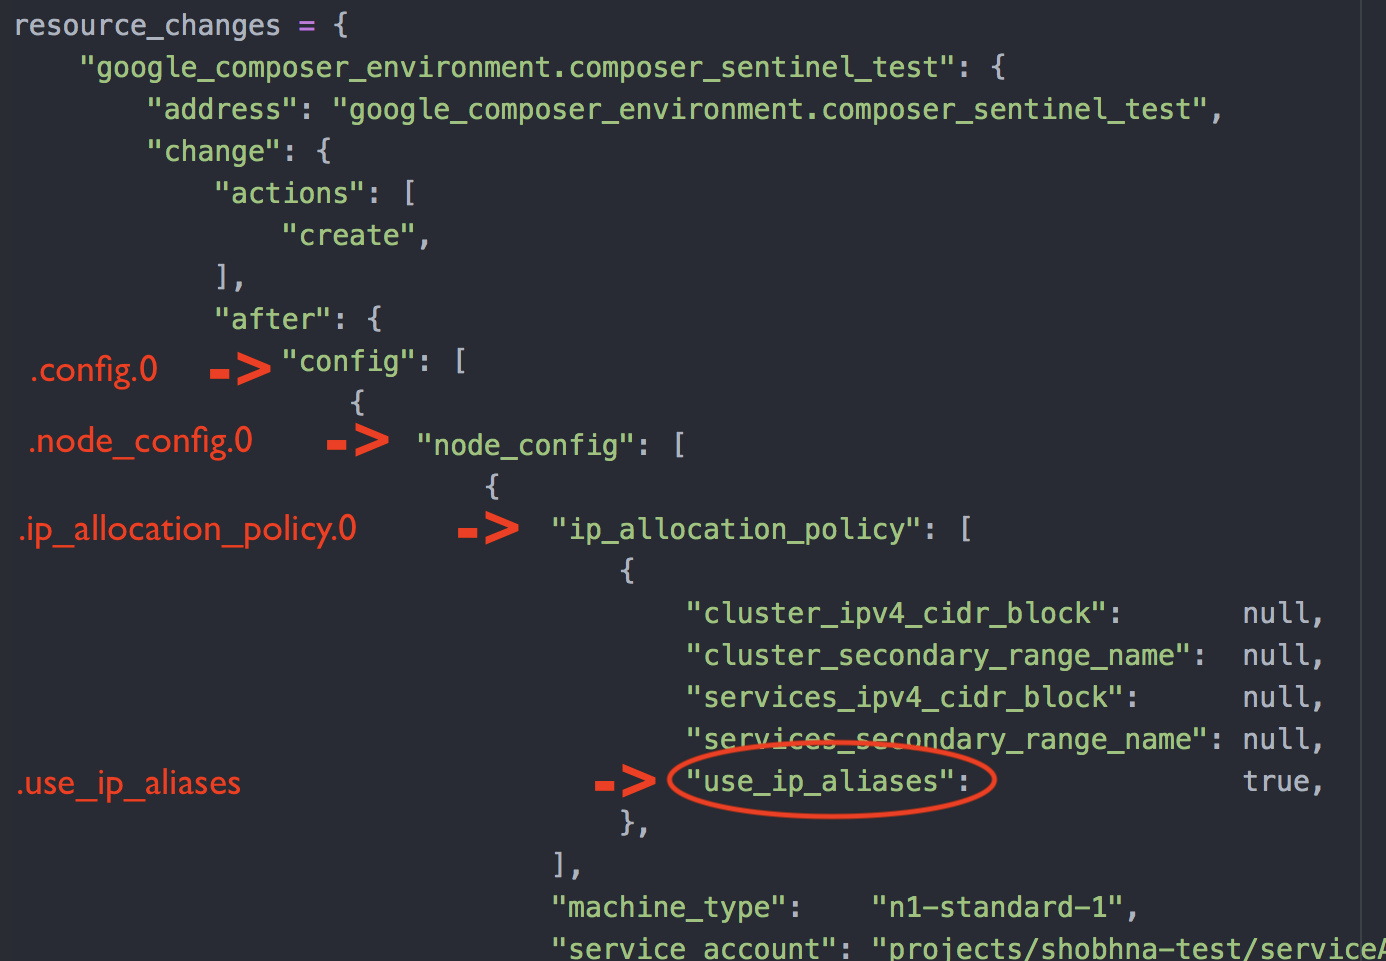 resource_changes = {
"google_composer_environment.composer_sentinel_test": {
"address": "google_composer_environment.composer_sentinel_test",
"change": {
"actions": [
"create",
],
"after": {
.config.0 -> "config": [
{
.node_config.0 -> "node_config": [
{
.ip_allocation_policy.0 -> "ip_allocation_policy": [
{
"cluster_ipv4_cidr_block": null,
"cluster_secondary_range_name": null,
"services_ipv4_cidr_block": null,
"services_secondary_range_name": null,
.use_ip_aliases -> "use_ip_aliases": true,
},
],
"machine_type": "n1-standard-1",
"service_account": "projects/shobhna-test/serviceA